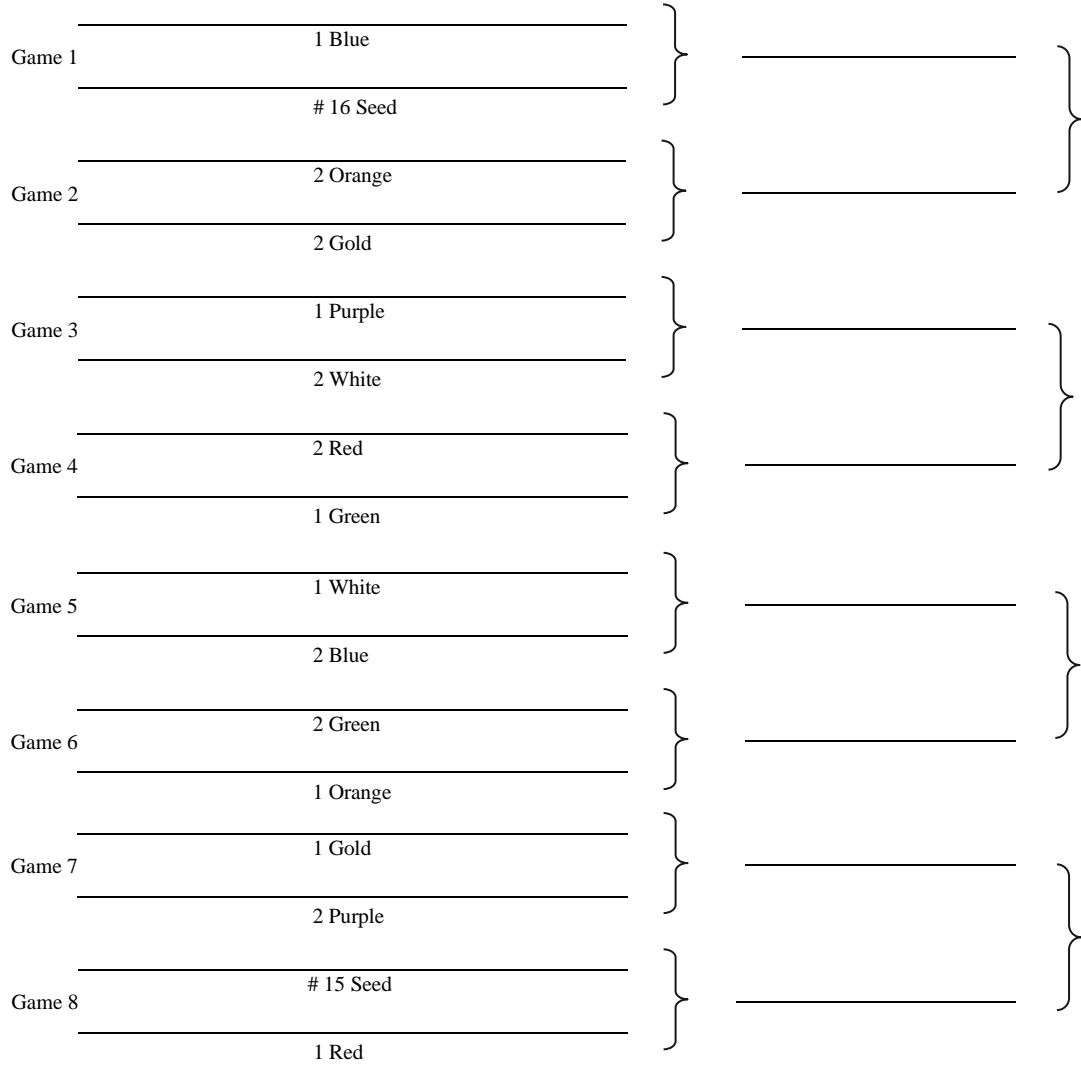 1 Blue
Game 1
# 16 Seed
2 Orange
Game 2
2 Gold
1 Purple
Game 3
2 White
2 Red
Game 4
1 Green
1 White
Game 5
2 Blue
2 Green
Game 6
1 Orange
1 Gold
Game 7
2 Purple
# 15 Seed
Game 8
1 Red